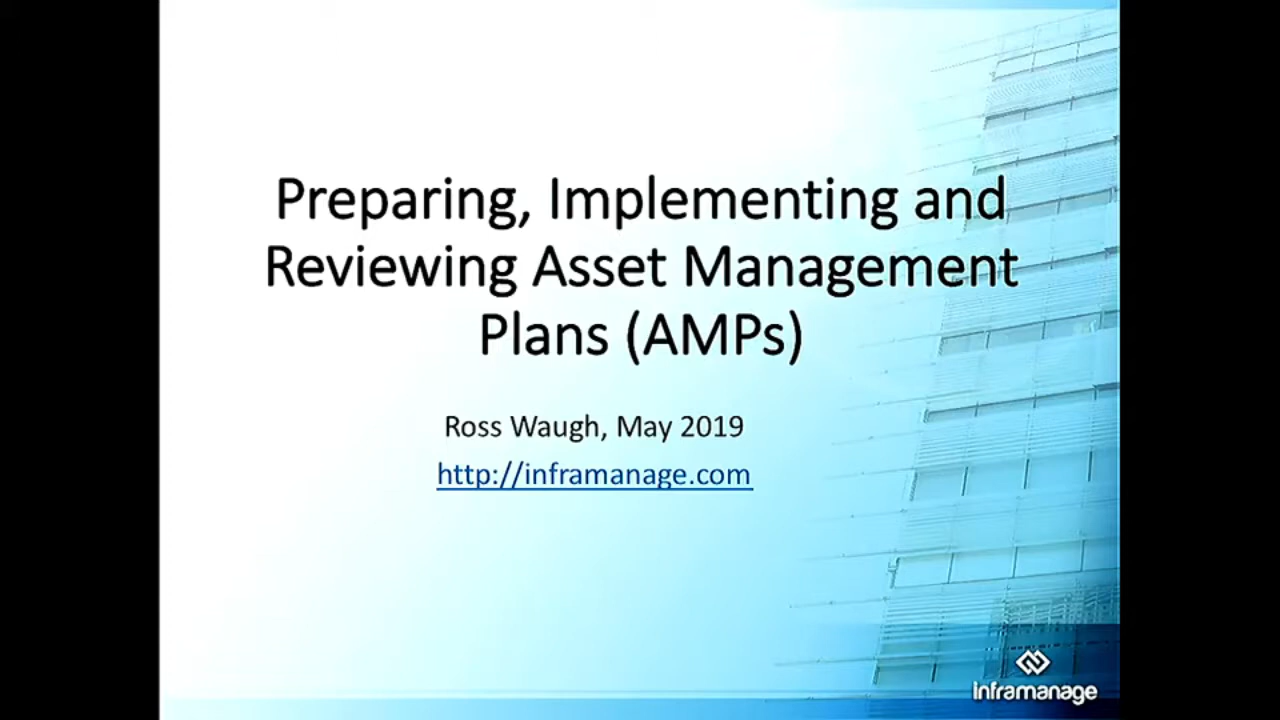 Preparing, Implementing and
Reviewing Asset Management
Plans (AMPs)
Ross Waugh, May 2019
http://inframanage.com
inframanage